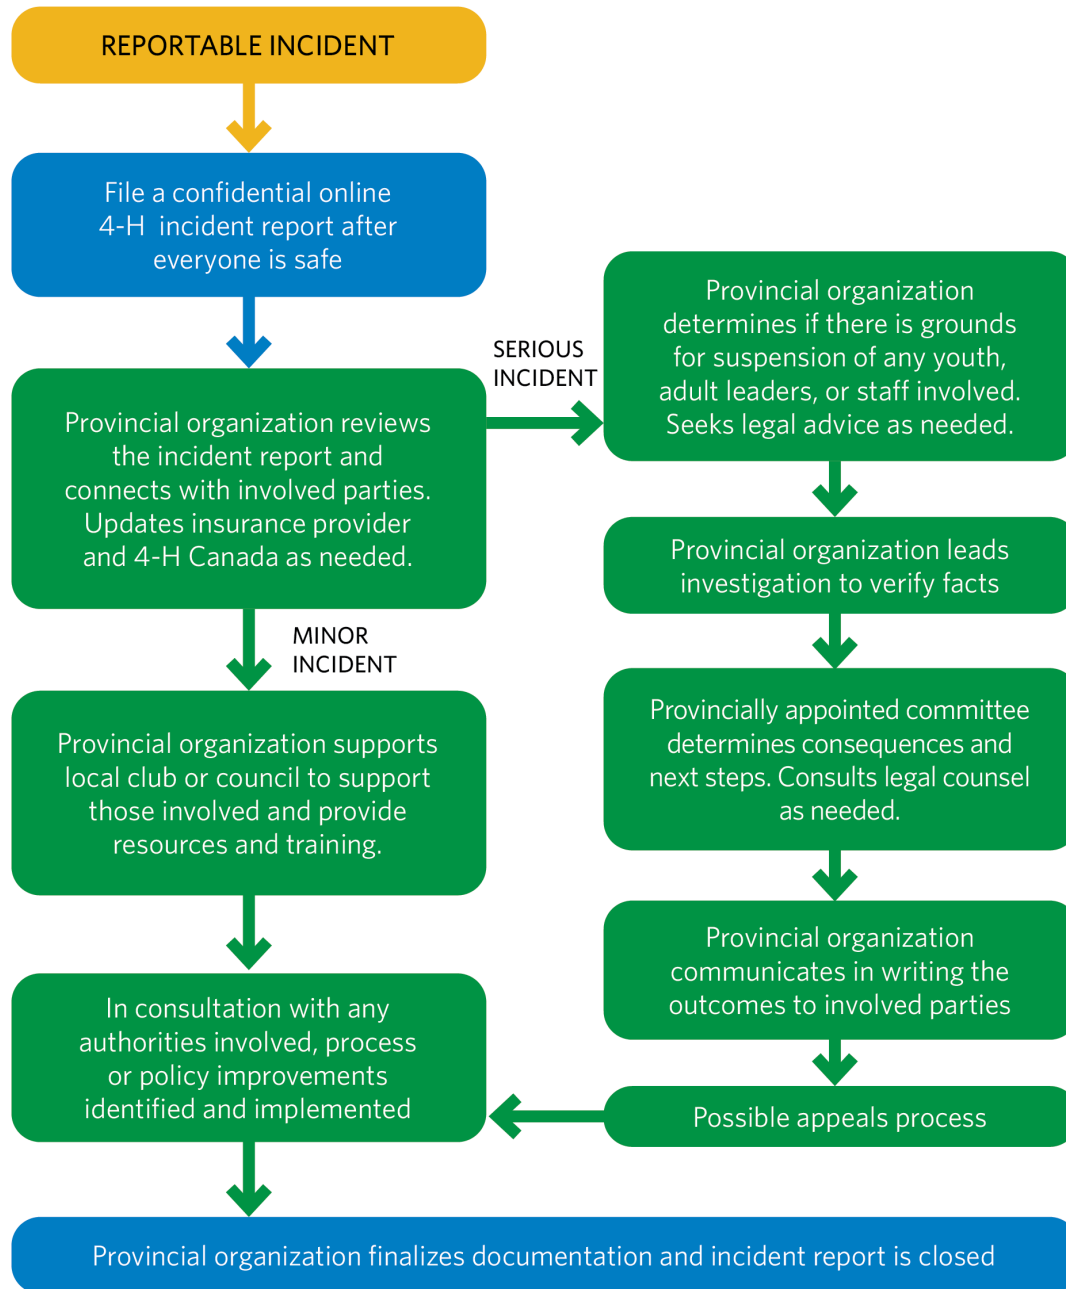 REPORTABLE INCIDENT
File a confidential online
4-H incident report after
everyone is safe
Provincial organization reviews
the incident report and
connects with involved parties.
Updates insurance provider
and 4-H Canada as needed.
SERIOUS
INCIDENT
Provincial organization
determines if there is grounds
for suspension of any youth,
adult leaders, or staff involved.
Seeks legal advice as needed.
Provincial organization leads
investigation to verify facts
Provincially appointed committee
determines consequences and
next steps. Consults legal counsel
as needed.
Provincial organization
communicates in writing the
outcomes to involved parties
Possible appeals process
MINOR
INCIDENT
Provincial organization supports
local club or council to support
those involved and provide
resources and training.
In consultation with any
authorities involved, process
or policy improvements
identified and implemented
Provincial organization finalizes documentation and incident report is closed